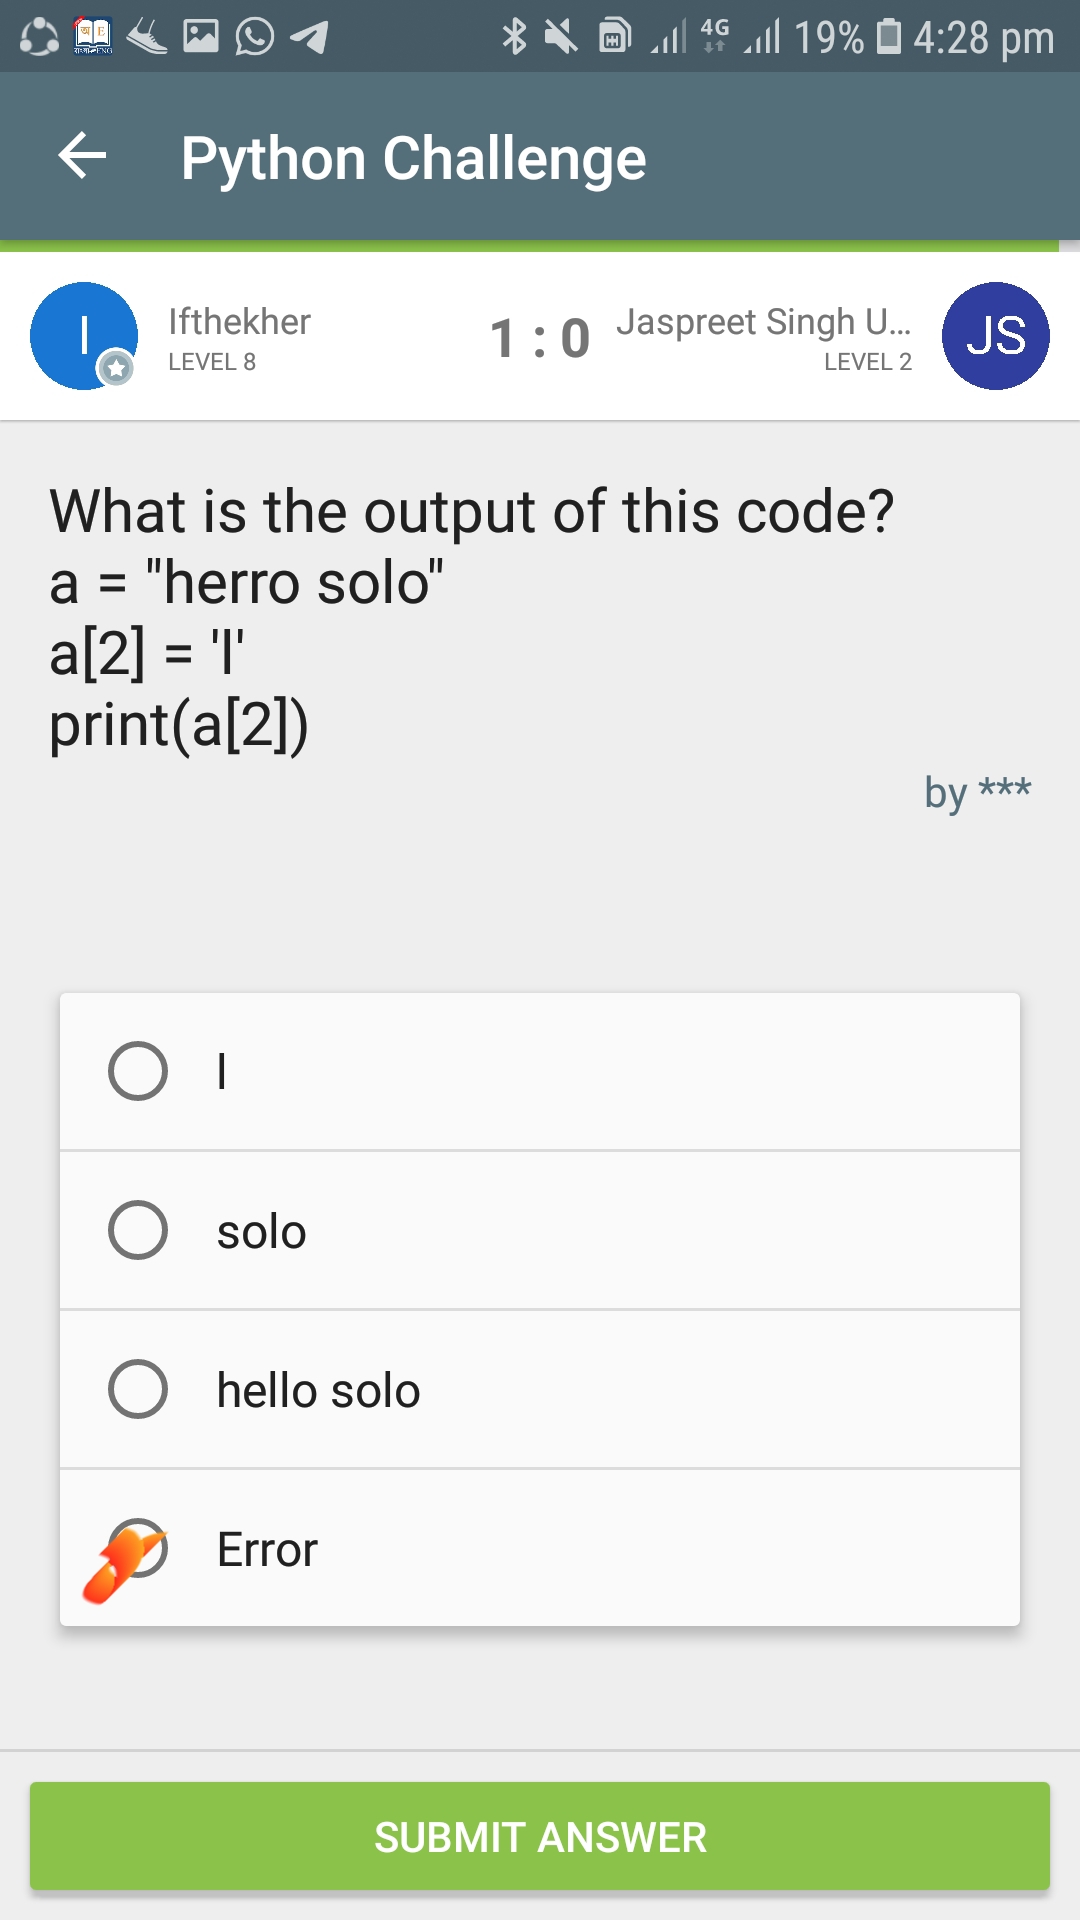 19% 4:28 pm
4G
Python Challenge
I
Ifthekher
LEVEL 8
1 : 0
Jaspreet Singh U...
LEVEL 2
JS
What is the output of this code?
a = "herro solo"
a[2] = 'l'
print(a[2])
by ***
l
solo
hello solo
Error
SUBMIT ANSWER